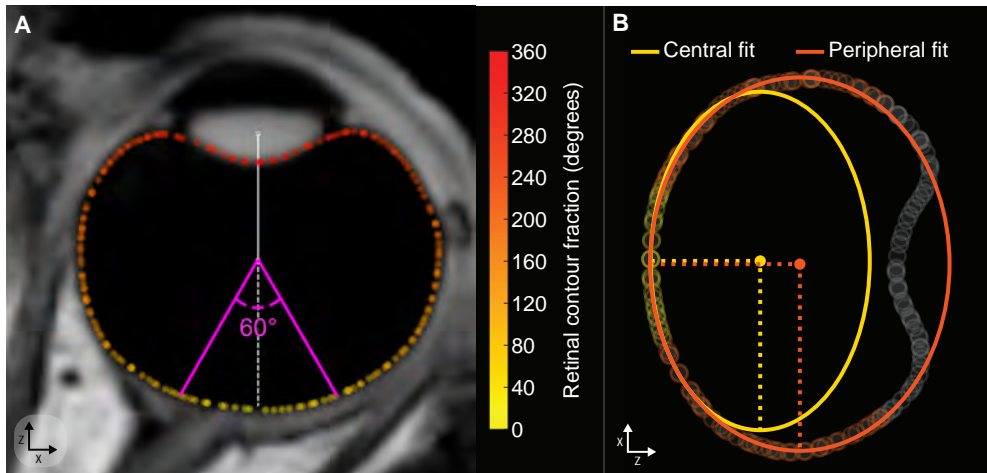 A
60°
z
x
360
320
280
240
200
160
120
80
40
0
Retinal contour fraction (degrees)
B
Central fit
Peripheral fit
x
z